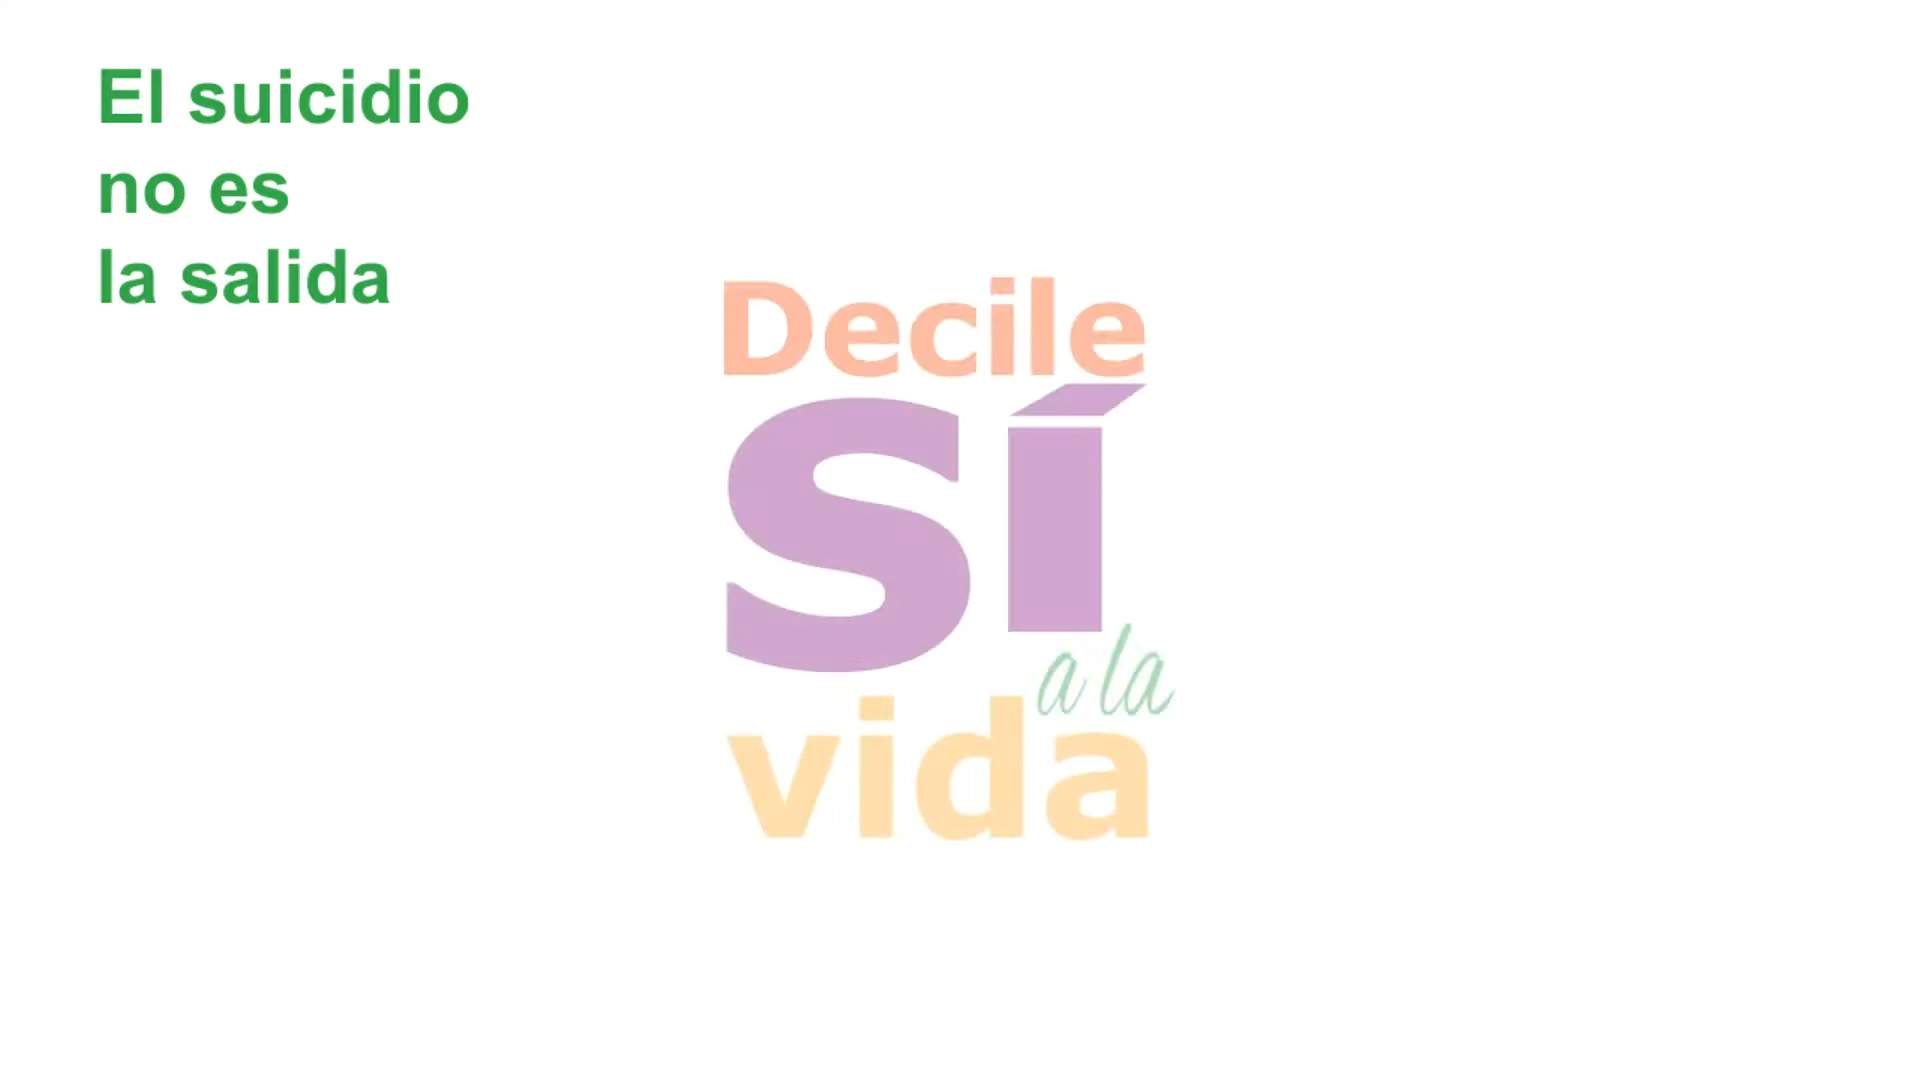 El suicidio
no es
la salida
Decile
SÍ
a la
vida